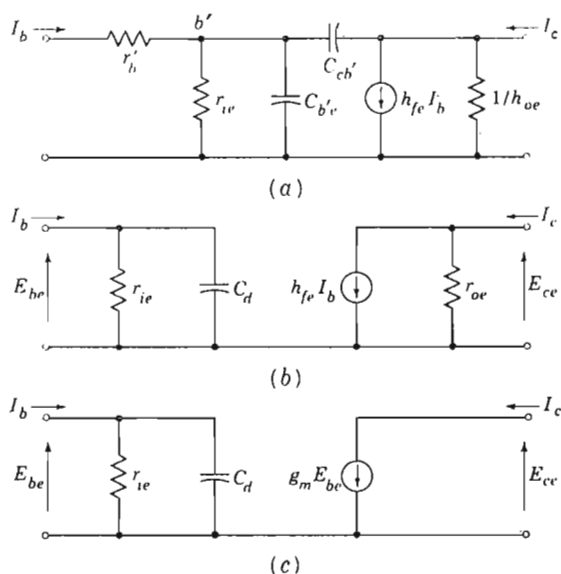 I_b b′ I_c
r′_b C_cb′
r_ie C_b′e h_fe I_b 1/h_oe
(a)
I_b I_c
E_be r_ie C_d h_fe I_b r_oe E_ce
(b)
I_b I_c
E_be r_ie C_d g_m E_be E_ce
(c)